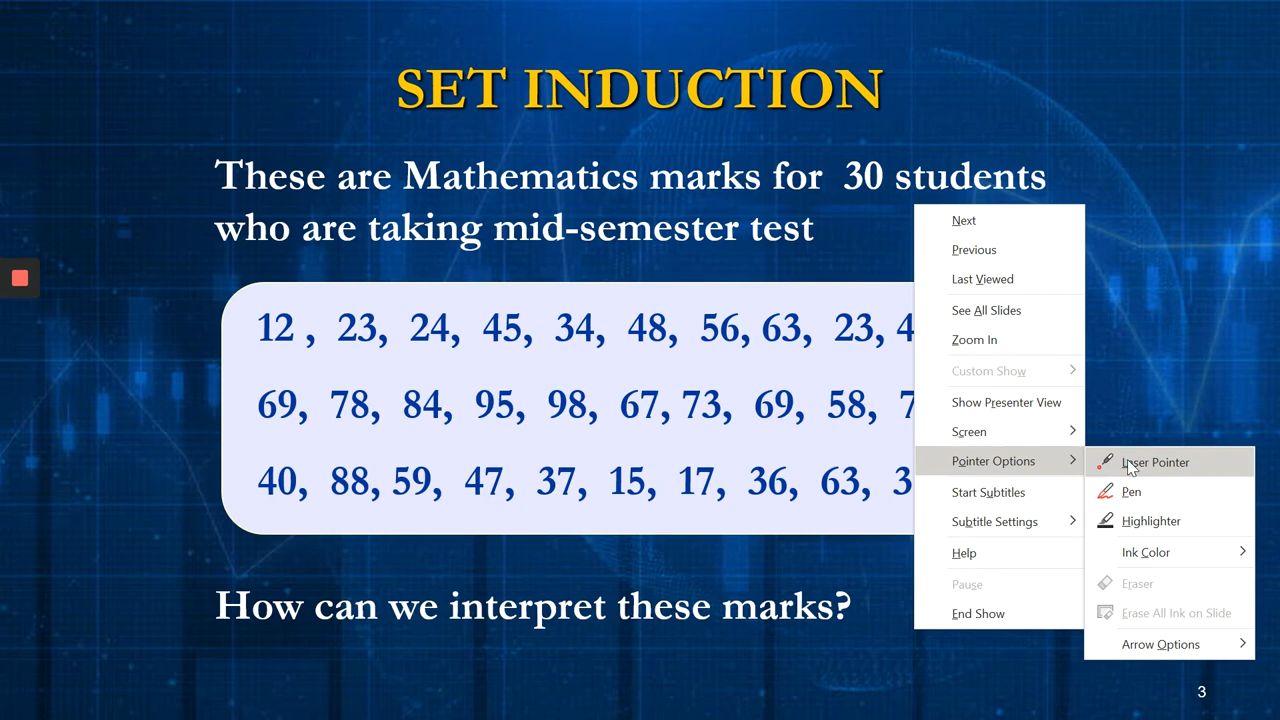 SET INDUCTION
These are Mathematics marks for 30 students
who are taking mid-semester test
12 , 23, 24, 45, 34, 48, 56, 63, 23,
69, 78, 84, 95, 98, 67, 73, 69, 58,
40, 88, 59, 47, 37, 15, 17, 36, 63,
How can we interpret these marks?
Next
Previous
Last Viewed
See All Slides
Zoom In
Custom Show
Show Presenter View
Screen
Pointer Options
Start Subtitles
Subtitle Settings
Help
Pause
End Show
Laser Pointer
Pen
Highlighter
Ink Color
Eraser
Erase All Ink on Slide
Arrow Options
3